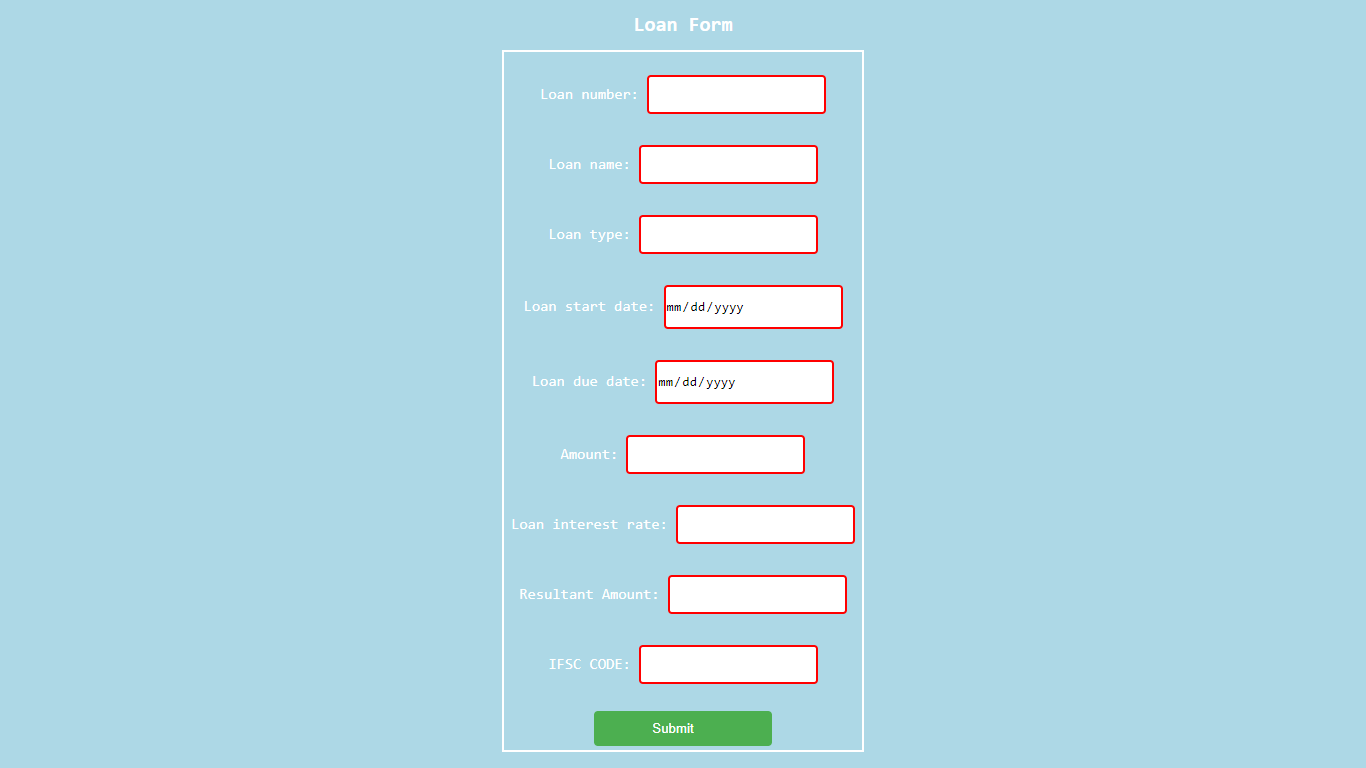 Loan Form
Loan number:
Loan name:
Loan type:
Loan start date: mm/dd/yyyy
Loan due date: mm/dd/yyyy
Amount:
Loan interest rate:
Resultant Amount:
IFSC CODE:
Submit